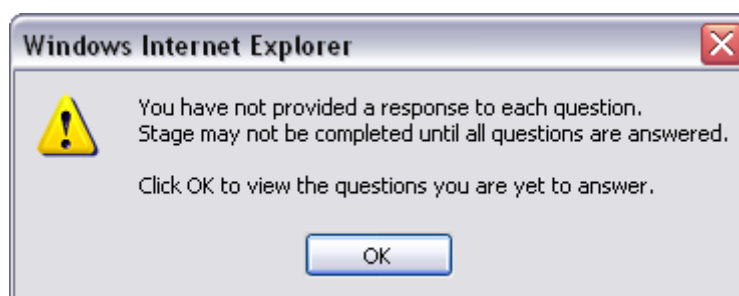 Windows Internet Explorer
You have not provided a response to each question.
Stage may not be completed until all questions are answered.
Click OK to view the questions you are yet to answer.
OK